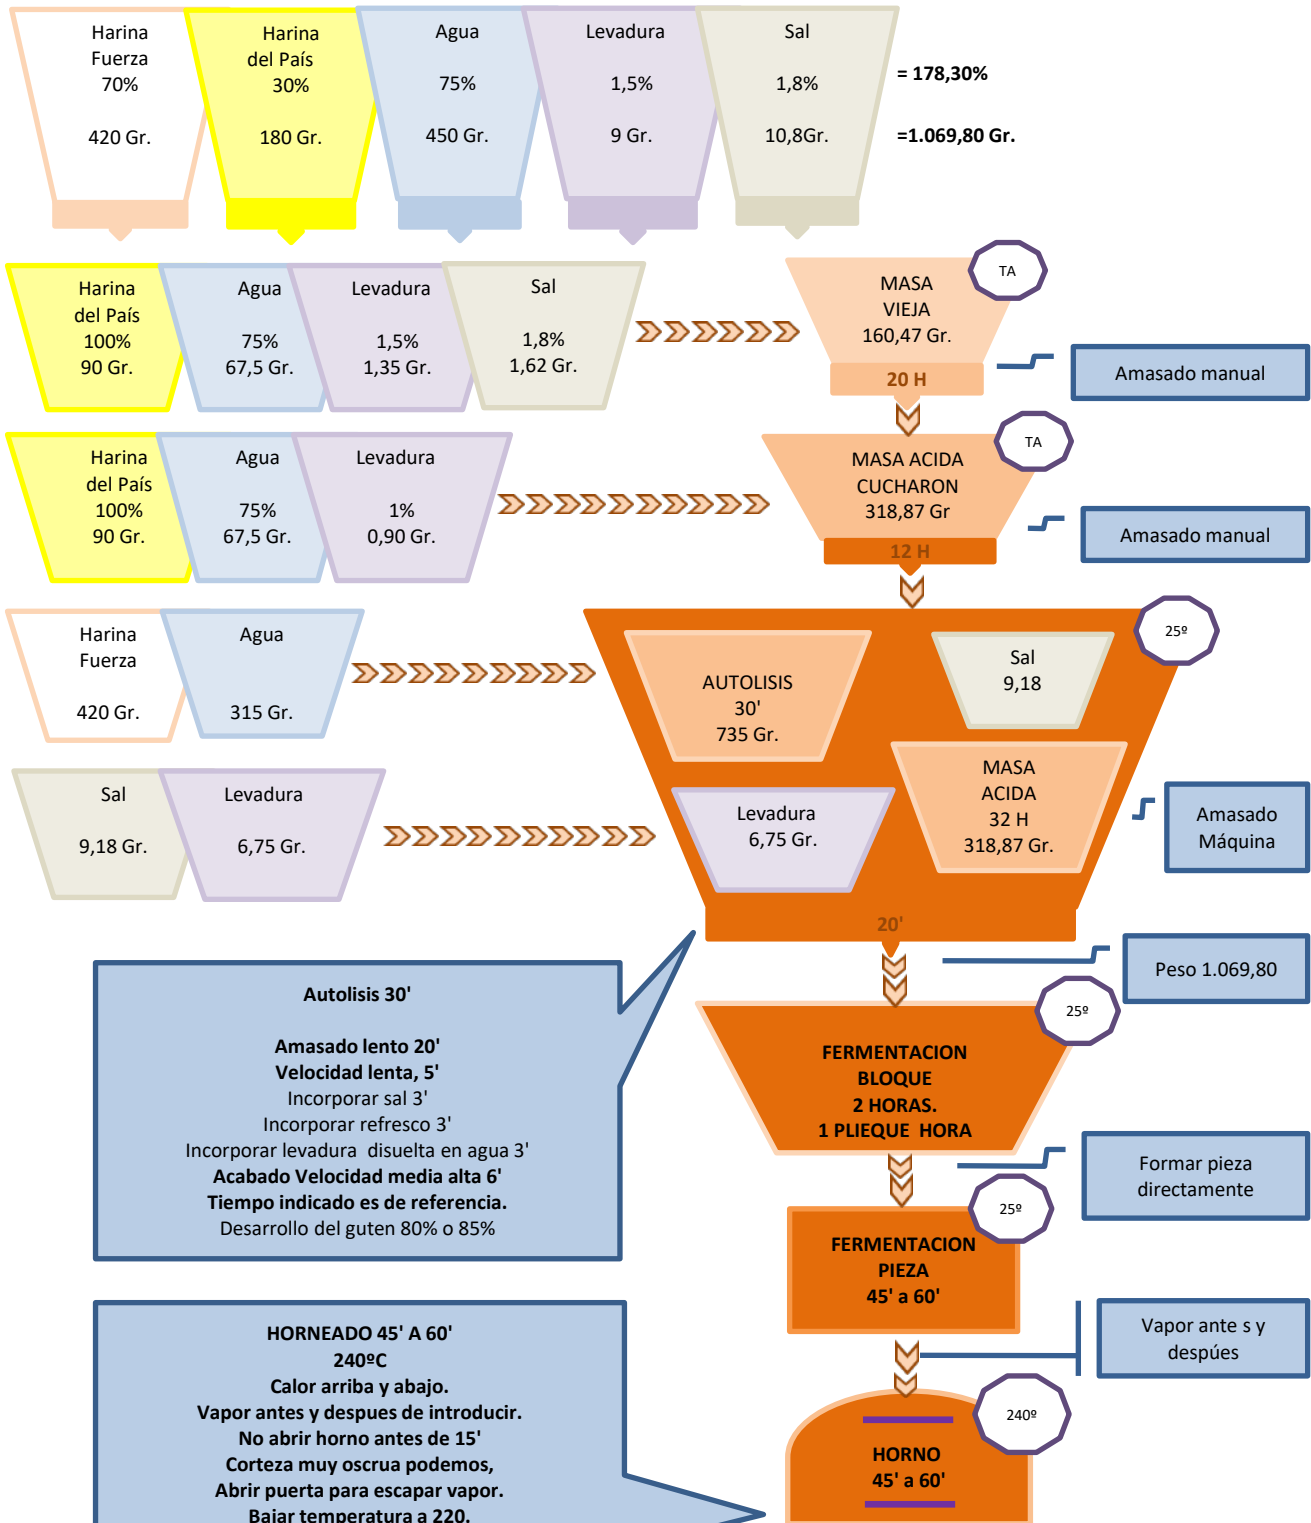 Harina
Fuerza
70%
420 Gr.
Harina
del País
30%
180 Gr.
Agua
75%
450 Gr.
Levadura
1,5%
9 Gr.
Sal
1,8%
10,8Gr.
= 178,30%
=1.069,80 Gr.
Harina
del País
100%
90 Gr.
Agua
75%
67,5 Gr.
Levadura
1,5%
1,35 Gr.
Sal
1,8%
1,62 Gr.
MASA
VIEJA
160,47 Gr.
20 H
TA
Amasado manual
Harina
del País
100%
90 Gr.
Agua
75%
67,5 Gr.
Levadura
1%
0,90 Gr.
MASA ACIDA
CUCHARON
318,87 Gr
12 H
TA
Amasado manual
Harina
Fuerza
420 Gr.
Agua
315 Gr.
Sal
9,18 Gr.
Levadura
6,75 Gr.
AUTOLISIS
30'
735 Gr.
Sal
9,18
Levadura
6,75 Gr.
MASA
ACIDA
32 H
318,87 Gr.
20'
25º
Amasado
Máquina
Peso 1.069,80
Autolisis 30'
Amasado lento 20'
Velocidad lenta, 5'
Incorporar sal 3'
Incorporar refresco 3'
Incorporar levadura disuelta en agua 3'
Acabado Velocidad media alta 6'
Tiempo indicado es de referencia.
Desarrollo del guten 80% o 85%
FERMENTACION
BLOQUE
2 HORAS.
1 PLIEQUE HORA
25º
Formar pieza
directamente
FERMENTACION
PIEZA
45' a 60'
25º
Vapor ante s y
despúes
HORNEADO 45' A 60'
240ºC
Calor arriba y abajo.
Vapor antes y despues de introducir.
No abrir horno antes de 15'
Corteza muy oscrua podemos,
Abrir puerta para escapar vapor.
Bajar temperatura a 220.
HORNO
45' a 60'
240º